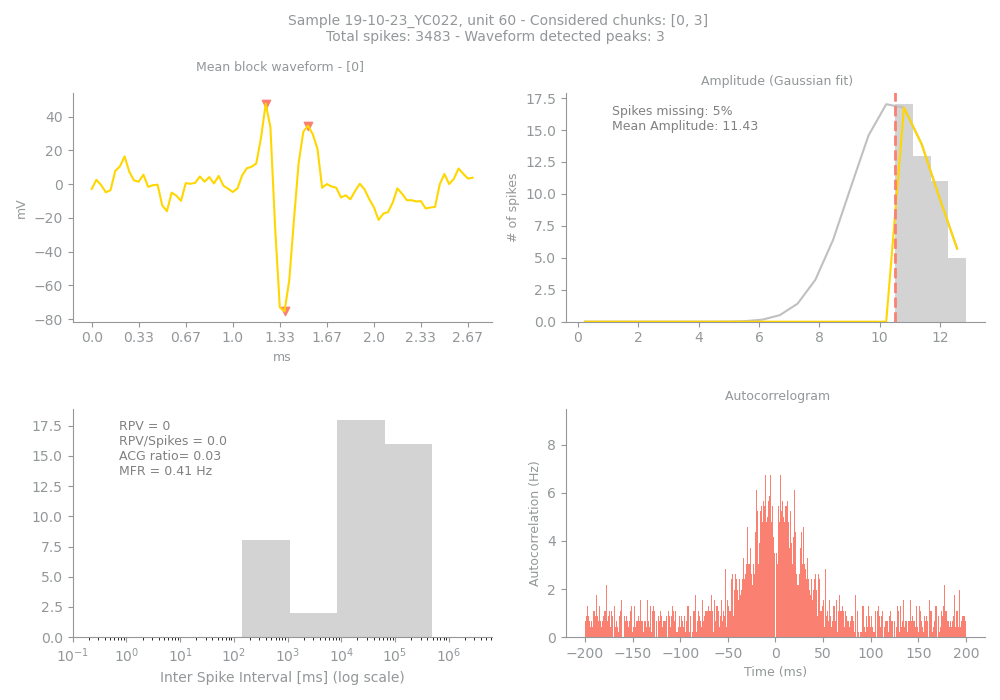 Sample 19-10-23_YC022, unit 60 - Considered chunks: [0, 3]
Total spikes: 3483 - Waveform detected peaks: 3
Mean block waveform - [0]
40
20
0
−20
−40
−60
−80
mV
0.0 0.33 0.67 1.0 1.33 1.67 2.0 2.33 2.67
ms
Amplitude (Gaussian fit)
Spikes missing: 5%
Mean Amplitude: 11.43
17.5
15.0
12.5
10.0
7.5
5.0
2.5
0.0
# of spikes
0 2 4 6 8 10 12
RPV = 0
RPV/Spikes = 0.0
ACG ratio= 0.03
MFR = 0.41 Hz
17.5
15.0
12.5
10.0
7.5
5.0
2.5
0.0
10⁻¹ 10⁰ 10¹ 10² 10³ 10⁴ 10⁵ 10⁶
Inter Spike Interval [ms] (log scale)
Autocorrelogram
8
6
4
2
0
Autocorrelation (Hz)
−200 −150 −100 −50 0 50 100 150 200
Time (ms)